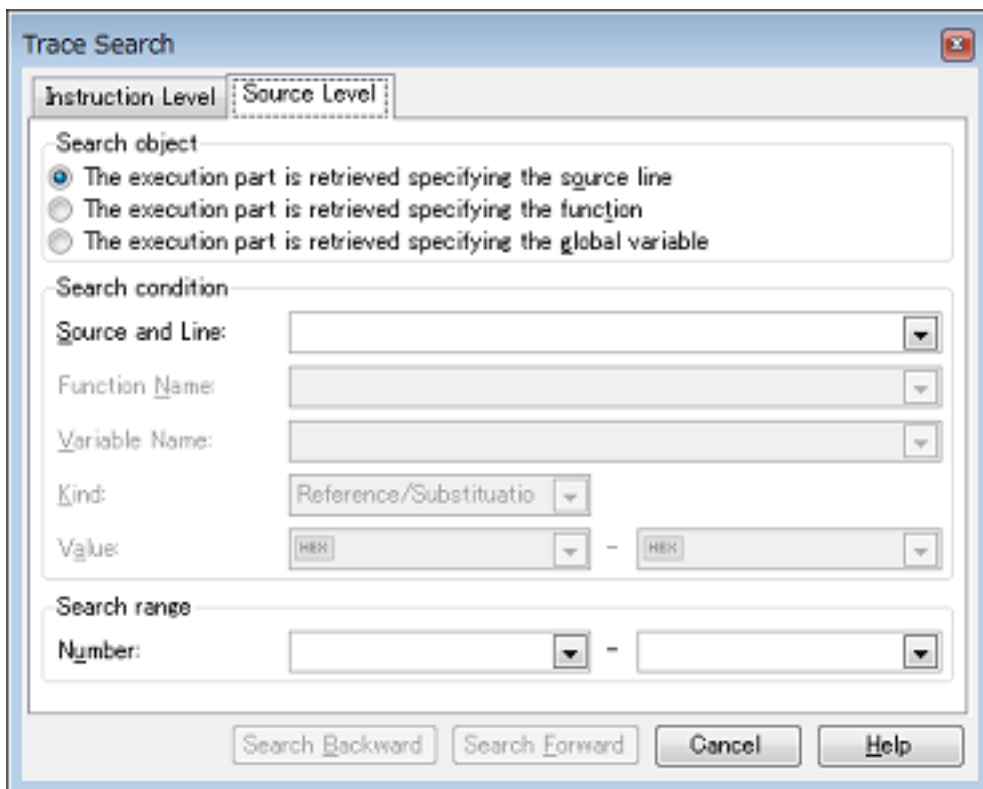 Trace Search
Instruction Level Source Level
Search object
The execution part is retrieved specifying the source line
The execution part is retrieved specifying the function
The execution part is retrieved specifying the global variable
Search condition
Source and Line:
Function Name:
Variable Name:
Kind: Reference/Substituatio
Value: HEX - HEX
Search range
Number: -
Search Backward Search Forward Cancel Help